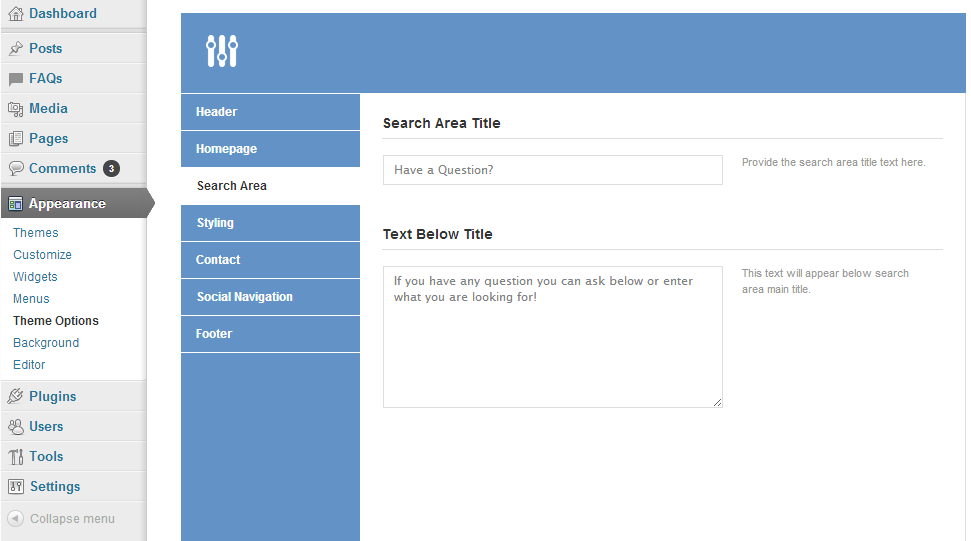 Dashboard
Posts
FAQs
Media
Pages
Comments 3
Appearance
Themes
Customize
Widgets
Menus
Theme Options
Background
Editor
Plugins
Users
Tools
Settings
Collapse menu
Header
Homepage
Search Area
Styling
Contact
Social Navigation
Footer
Search Area Title
Have a Question?
Provide the search area title text here.
Text Below Title
If you have any question you can ask below or enter
what you are looking for!
This text will appear below search
area main title.